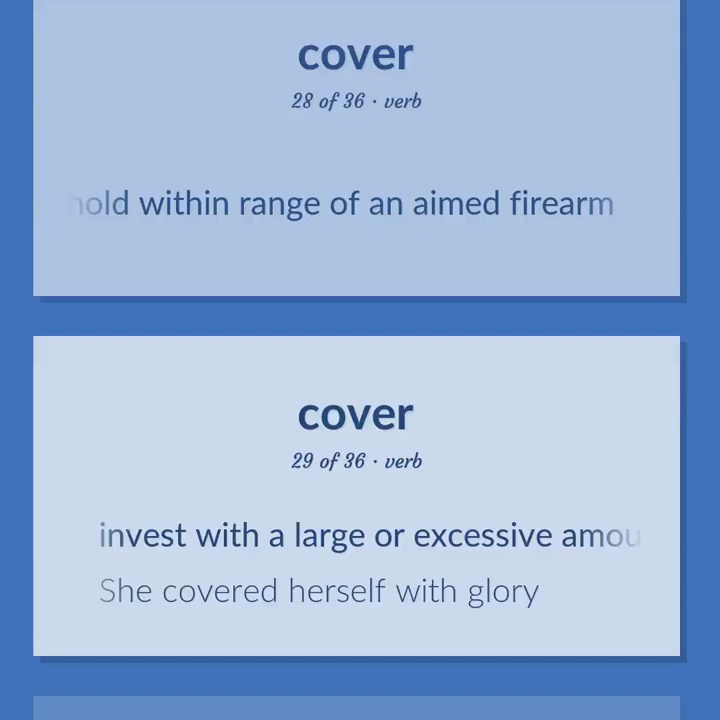 cover
28 of 36 · verb
hold within range of an aimed firearm
cover
29 of 36 · verb
invest with a large or excessive amou
She covered herself with glory